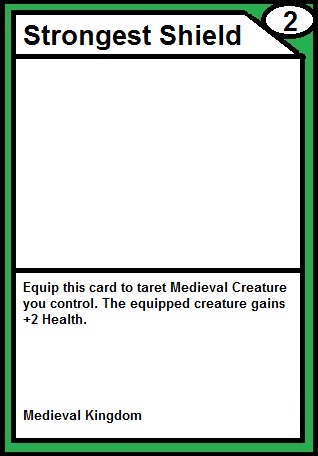 Strongest Shield
2
Equip this card to taret Medieval Creature
you control. The equipped creature gains
+2 Health.
Medieval Kingdom